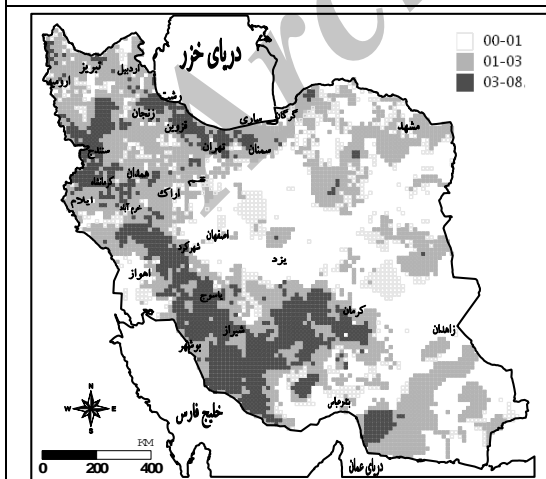 00-01
01-03
03-08
دریای خزر
تبریز
اردبیل
ارومیه
رشت
زنجان
قزوین
ساری
گرگان
مشهد
تهران
سمنان
سنندج
همدان
کرمانشاه
قم
اراک
ایلام
خرم آباد
اصفهان
شهرکرد
یزد
اهواز
یاسوج
کرمان
زاهدان
شیراز
بوشهر
بندرعباس
خلیج فارس
دریای عمان
N
W E
S
KM
0 200 400